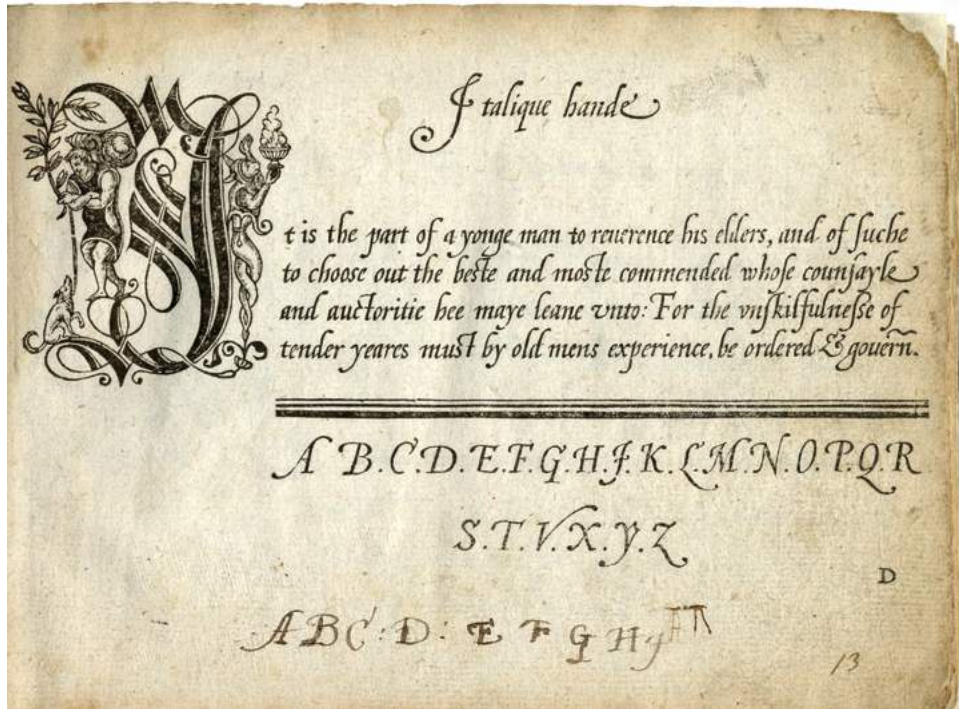 Italique hande
It is the part of a yonge man to reuerence his elders, and of ſuche
to chooſe out the beſte and moſte commended whoſe counſayle
and auctoritie hee maye leane vnto: For the vnſkilfulneſſe of
tender yeares muſt by old mens experience, be ordered & gouern̄.
A B.C.D.E.F.G.H.I.K.L.M.N.O.P.Q.R
S.T.V.X.Y.Z
D
A B C : D : E F G H
13